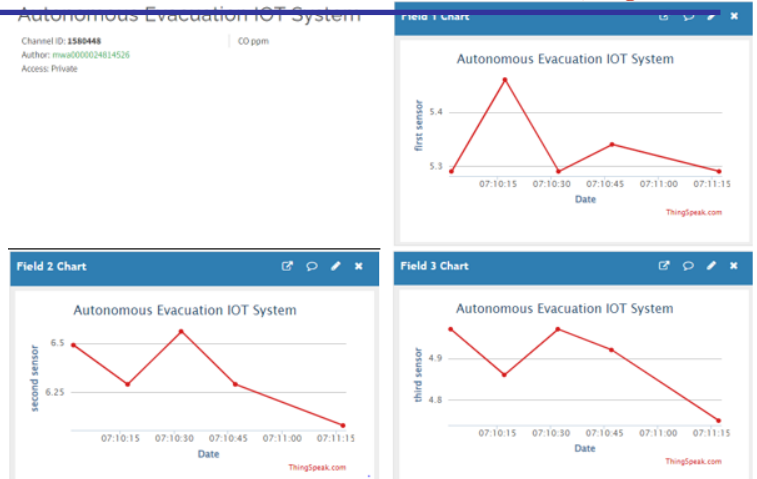 Autonomous Evacuation IOT System
Channel ID: 1580448
Author: mwa0000024814526
Access: Private
CO ppm
Field 1 Chart
Autonomous Evacuation IOT System
first sensor
5.4
5.3
07:10:15 07:10:30 07:10:45 07:11:00 07:11:15
Date
ThingSpeak.com
Field 2 Chart
Autonomous Evacuation IOT System
second sensor
6.5
6.25
07:10:15 07:10:30 07:10:45 07:11:00 07:11:15
Date
ThingSpeak.com
Field 3 Chart
Autonomous Evacuation IOT System
third sensor
4.9
4.8
07:10:15 07:10:30 07:10:45 07:11:00 07:11:15
Date
ThingSpeak.com